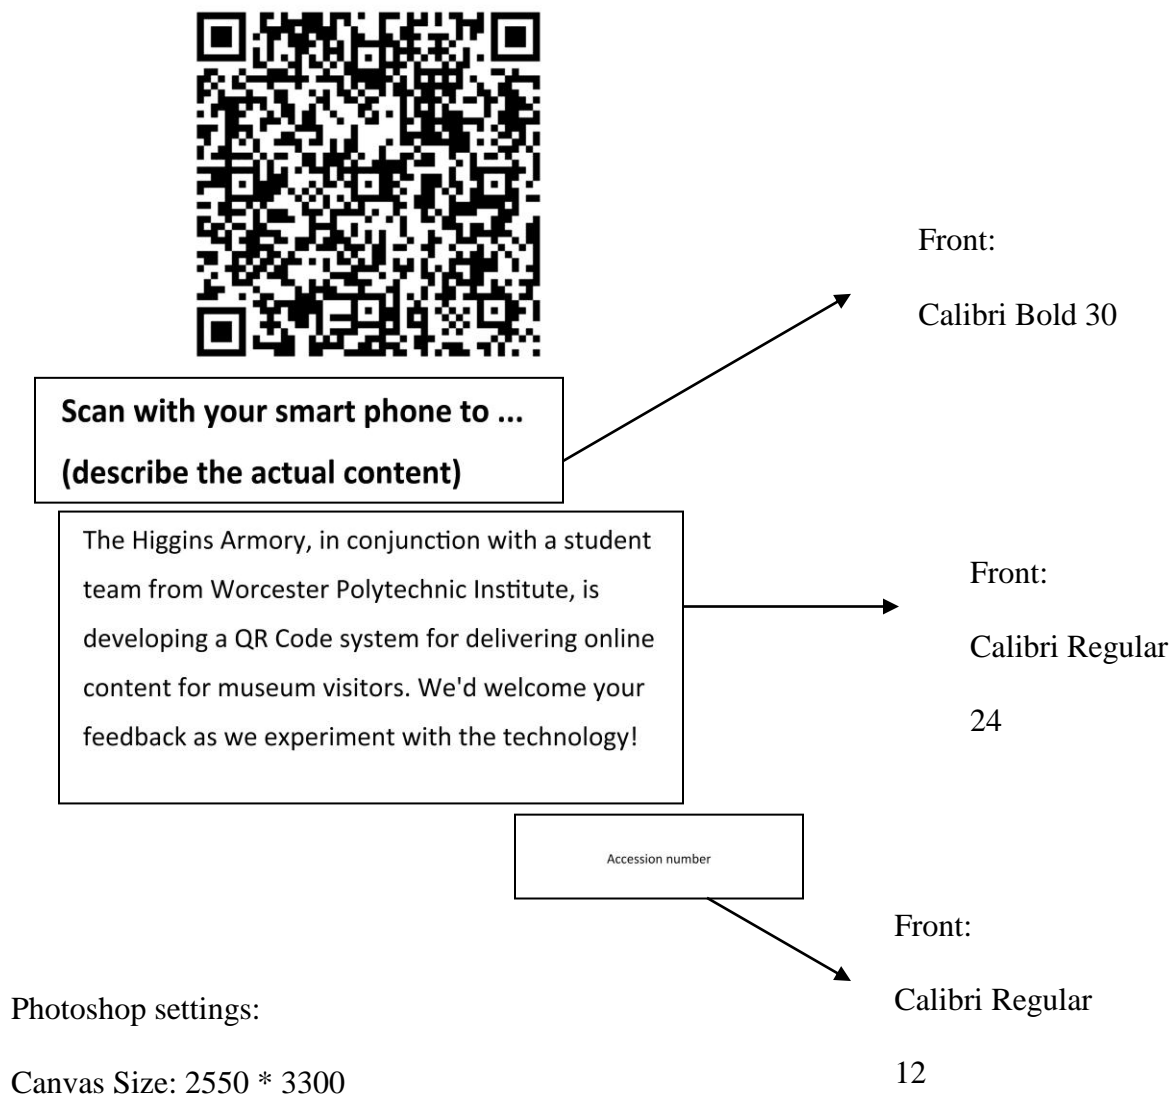 Front:
Calibri Bold 30
Scan with your smart phone to ...
(describe the actual content)
The Higgins Armory, in conjunction with a student
team from Worcester Polytechnic Institute, is
developing a QR Code system for delivering online
content for museum visitors. We'd welcome your
feedback as we experiment with the technology!
Front:
Calibri Regular
24
Accession number
Front:
Calibri Regular
12
Photoshop settings:
Canvas Size: 2550 * 3300